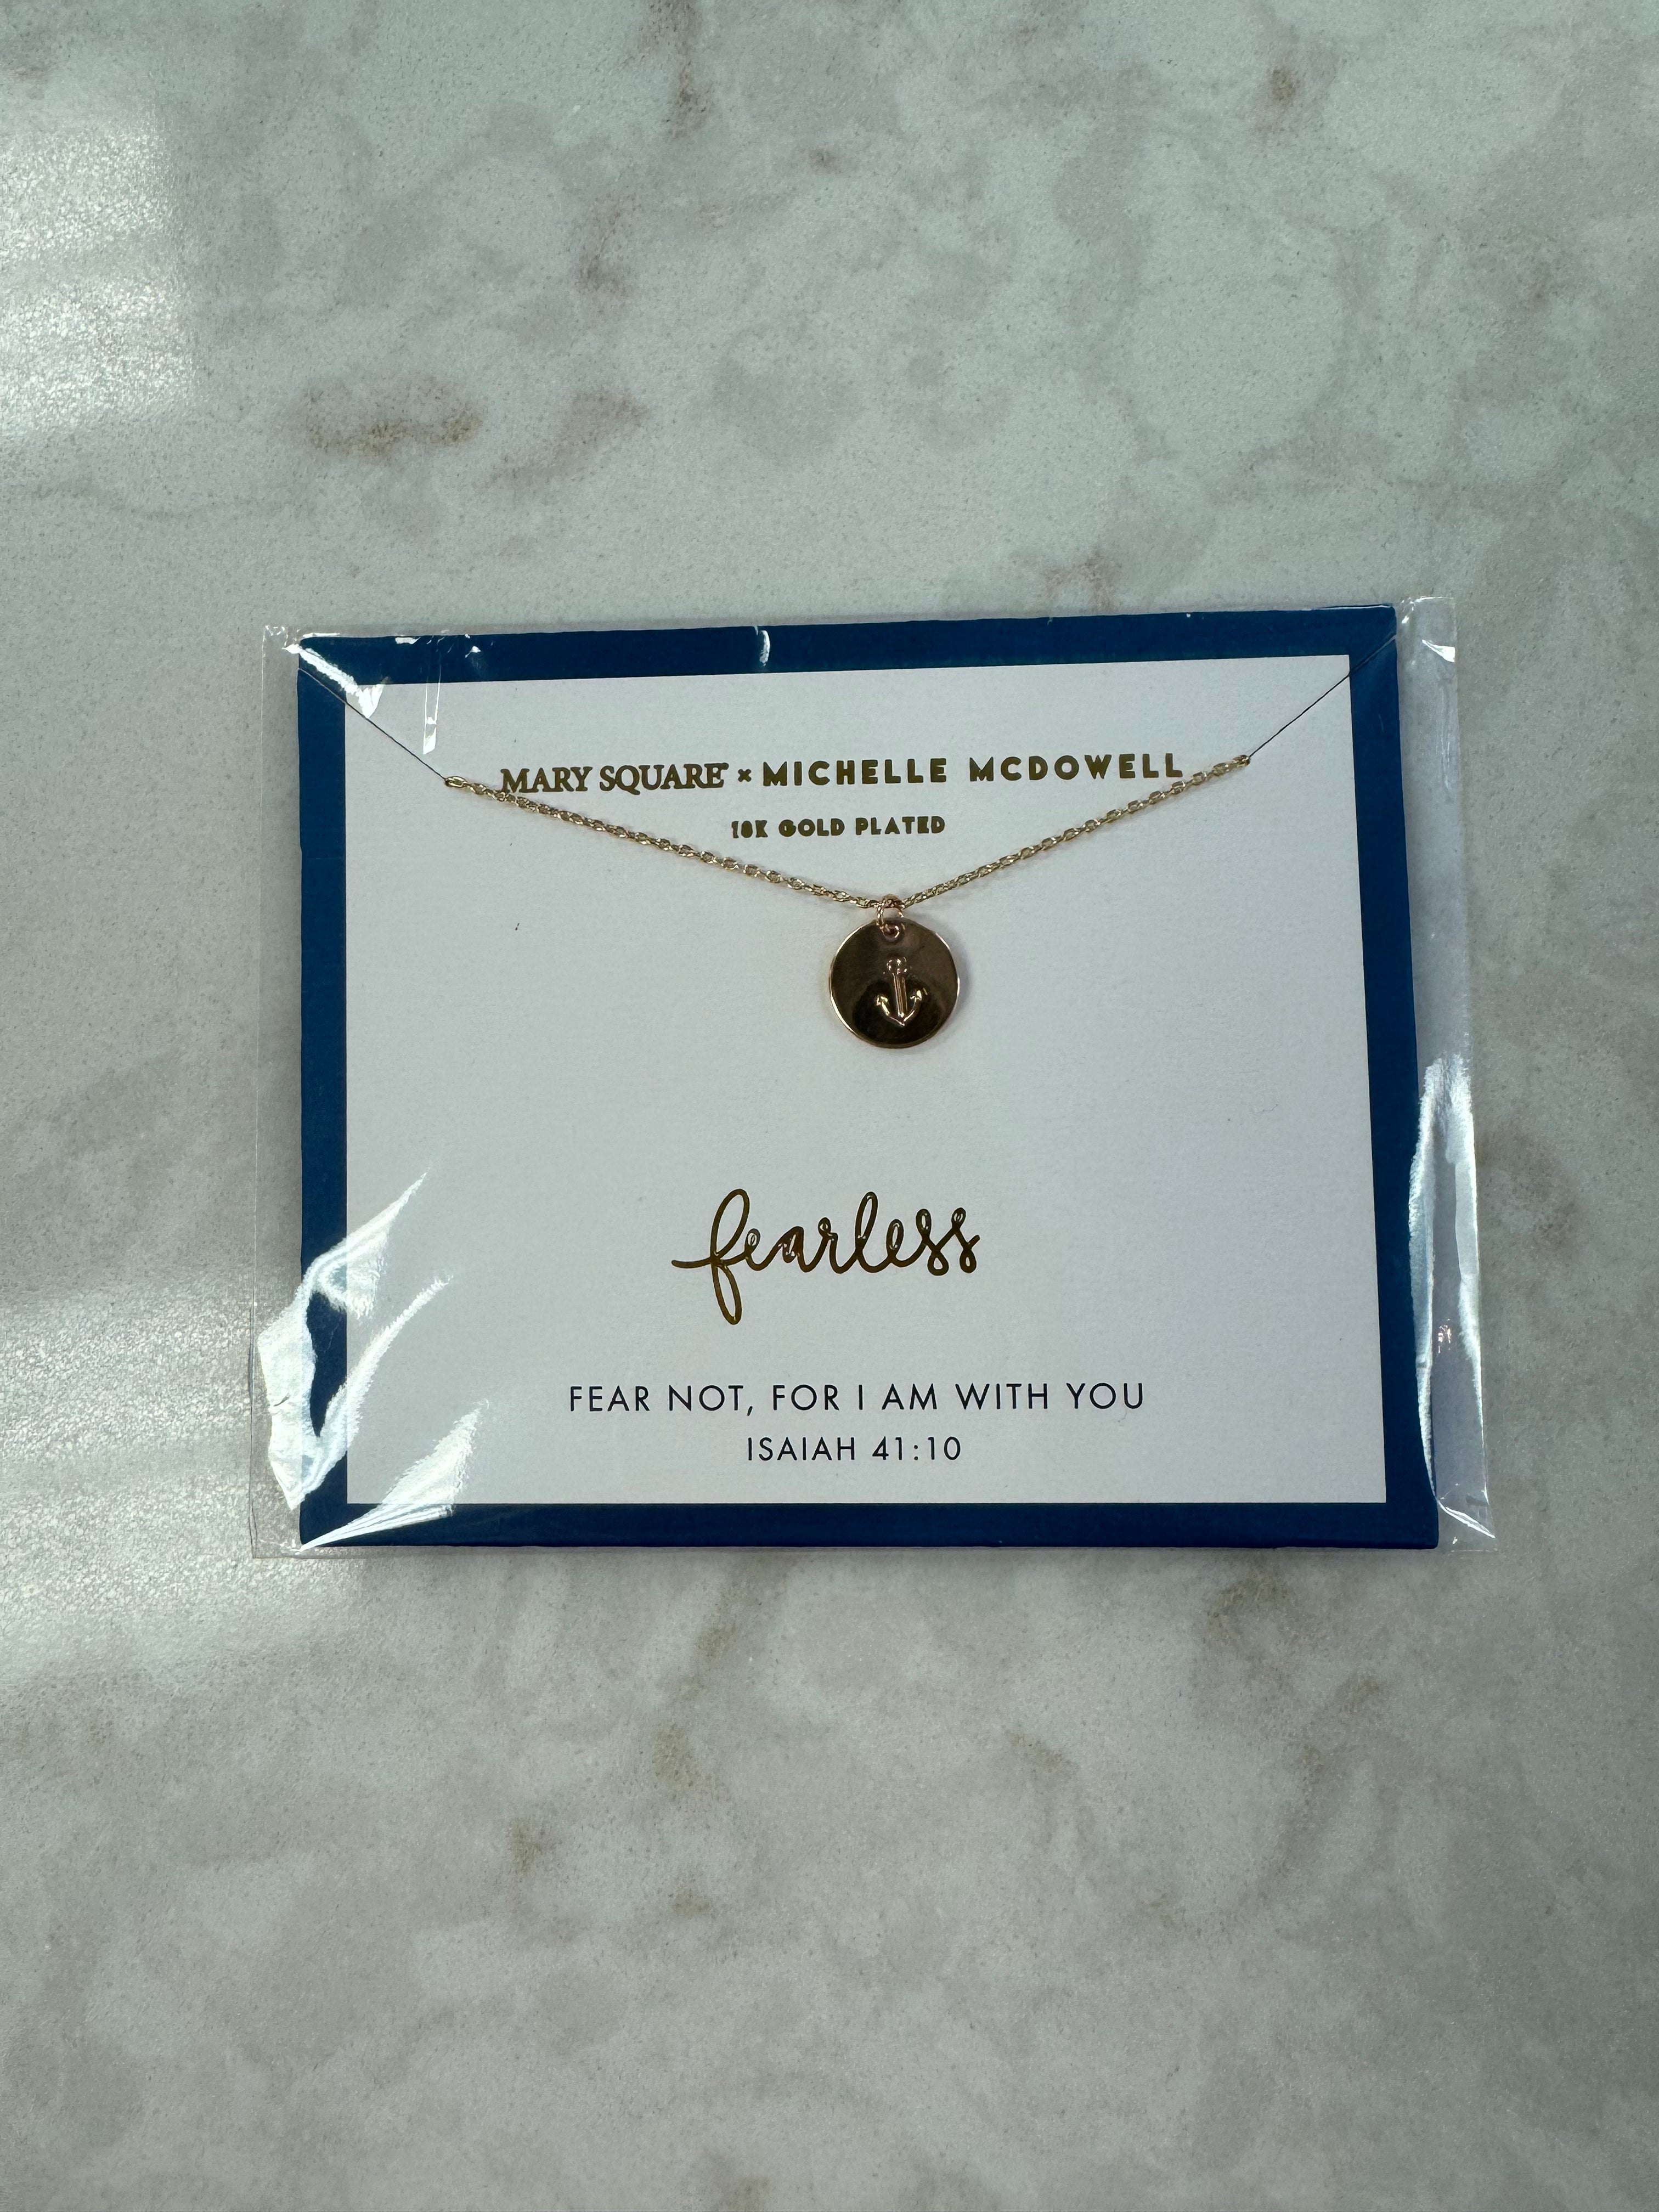 MARY SQUARE × MICHELLE MCDOWELL
18K GOLD PLATED
fearless
FEAR NOT, FOR I AM WITH YOU
ISAIAH 41:10